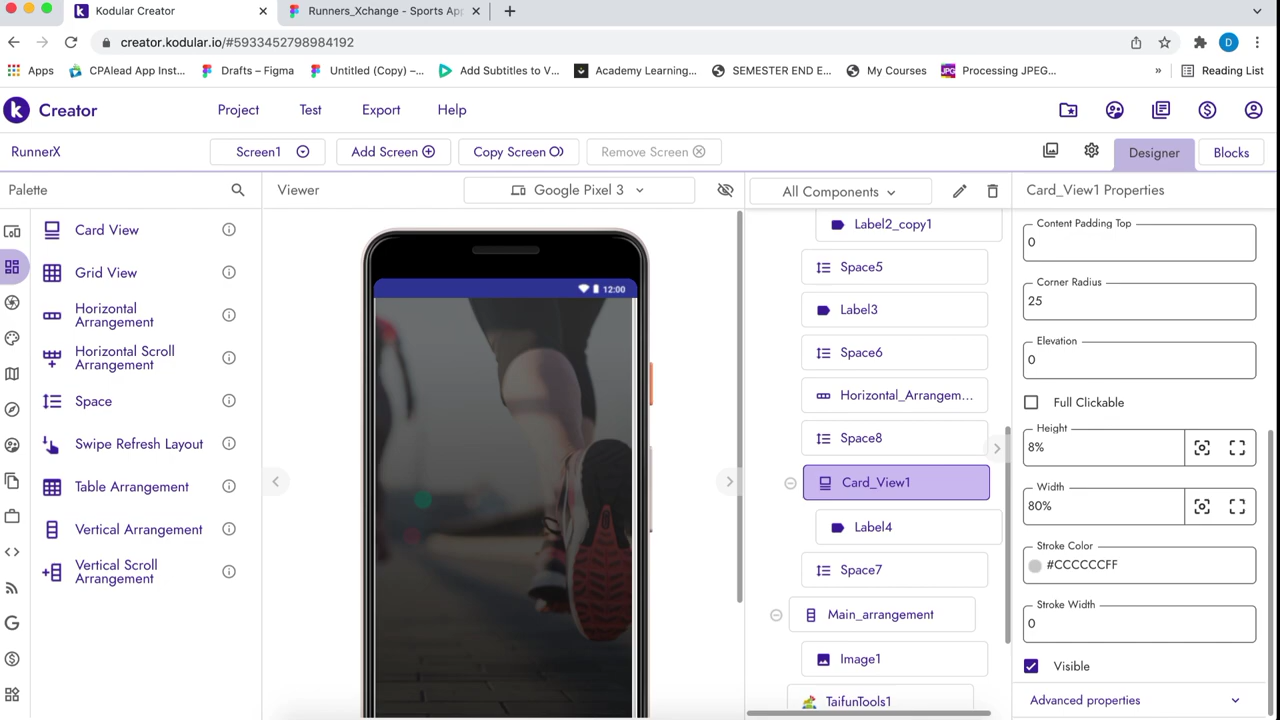 Kodular Creator
Runners_Xchange - Sports Ap
creator.kodular.io/#5933452798984192
D
Apps
CPAlead App Inst...
Drafts – Figma
Untitled (Copy) –...
Add Subtitles to V...
Academy Learning...
SEMESTER END E...
My Courses
JPG
Processing JPEG...
»
Reading List
k
Creator
Project
Test
Export
Help
RunnerX
Screen1
Add Screen
Copy Screen
Remove Screen
Designer
Blocks
Palette
Viewer
Google Pixel 3
All Components
Card_View1 Properties
Card View
Grid View
Horizontal
Arrangement
Horizontal Scroll
Arrangement
Space
Swipe Refresh Layout
Table Arrangement
Vertical Arrangement
Vertical Scroll
Arrangement
12:00
Label2_copy1
Space5
Label3
Space6
Horizontal_Arrangem...
Space8
Card_View1
Label4
Space7
Main_arrangement
Image1
TaifunTools1
Content Padding Top
0
Corner Radius
25
Elevation
0
Full Clickable
Height
8%
Width
80%
Stroke Color
#CCCCCCFF
Stroke Width
0
Visible
Advanced properties